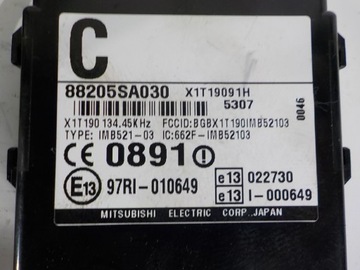 C
88205SA030 X1T19091H
5307
0046
X1T190 134.45KHz FCCID:BGBX1T190IMB52103
TYPE: IMB521-03 IC:662F-IMB52103
CE 0891 !
E13 97RI-010649
e13 022730
e13 I-000649
MITSUBISHI ELECTRIC CORP. JAPAN